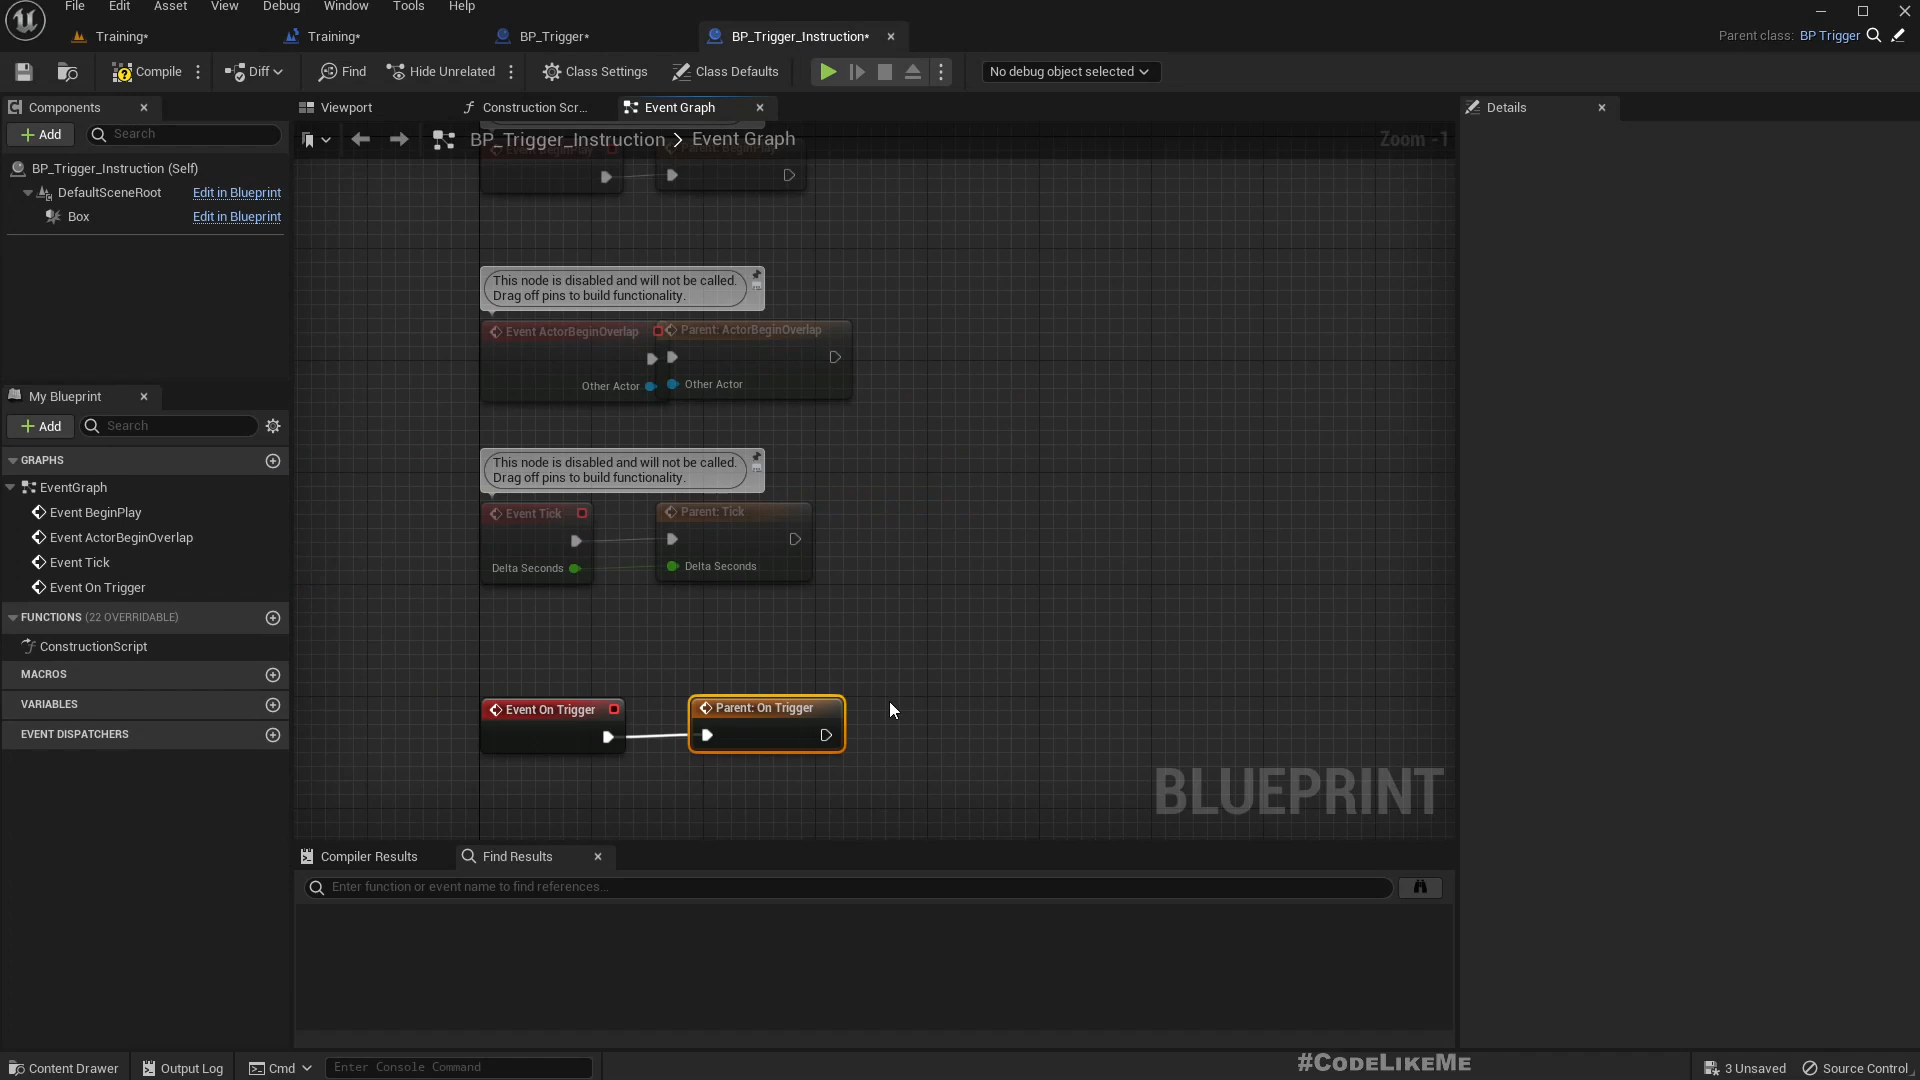 File Edit Asset View Debug Window Tools Help
Training* Training* BP_Trigger* BP_Trigger_Instruction* Parent class: BP Trigger
Compile Diff Find Hide Unrelated Class Settings Class Defaults No debug object selected
Components Viewport Construction Scr... Event Graph Details
Add Search BP_Trigger_Instruction Event Graph Zoom -1
BP_Trigger_Instruction (Self)
DefaultSceneRoot Edit in Blueprint
Box Edit in Blueprint
My Blueprint
Add Search
GRAPHS
EventGraph
Event BeginPlay
Event ActorBeginOverlap
Event Tick
Event On Trigger
FUNCTIONS (22 OVERRIDABLE)
ConstructionScript
MACROS
VARIABLES
EVENT DISPATCHERS
This node is disabled and will not be called.
Drag off pins to build functionality.
Event ActorBeginOverlap Parent: ActorBeginOverlap
Other Actor Other Actor
This node is disabled and will not be called.
Drag off pins to build functionality.
Event Tick Parent: Tick
Delta Seconds Delta Seconds
Event On Trigger Parent: On Trigger
BLUEPRINT
Compiler Results Find Results
Enter function or event name to find references...
Content Drawer Output Log Cmd Enter Console Command #CODELIKEME 3 Unsaved Source Control